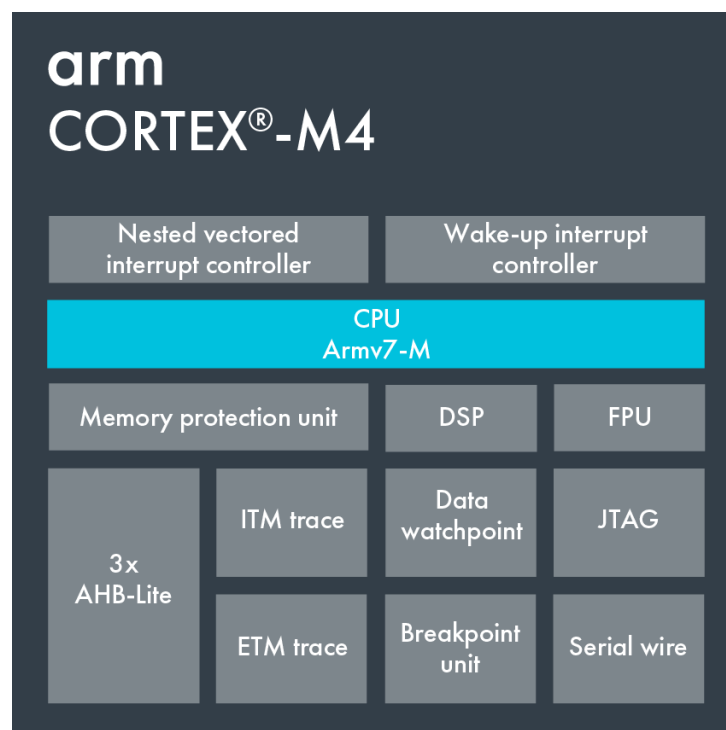 arm
CORTEX®-M4
Nested vectored
interrupt controller
Wake-up interrupt
controller
CPU
Armv7-M
Memory protection unit
DSP
FPU
3x
AHB-Lite
ITM trace
Data
watchpoint
JTAG
ETM trace
Breakpoint
unit
Serial wire